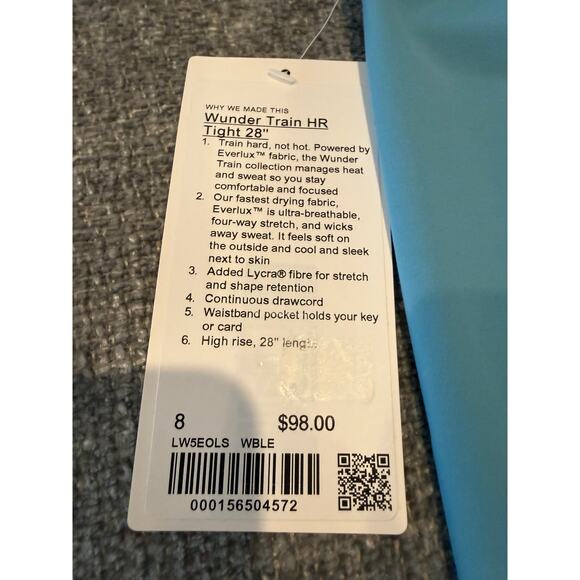 WHY WE MADE THIS
Wunder Train HR
Tight 28"
1. Train hard, not hot. Powered by
Everlux™ fabric, the Wunder
Train collection manages heat
and sweat so you stay
comfortable and focused
2. Our fastest drying fabric,
Everlux™ is ultra-breathable,
four-way stretch, and wicks
away sweat. It feels soft on
the outside and cool and sleek
next to skin
3. Added Lycra® fibre for stretch
and shape retention
4. Continuous drawcord
5. Waistband pocket holds your key
or card
6. High rise, 28" length
8 $98.00
LW5EOLS WBLE
000156504572